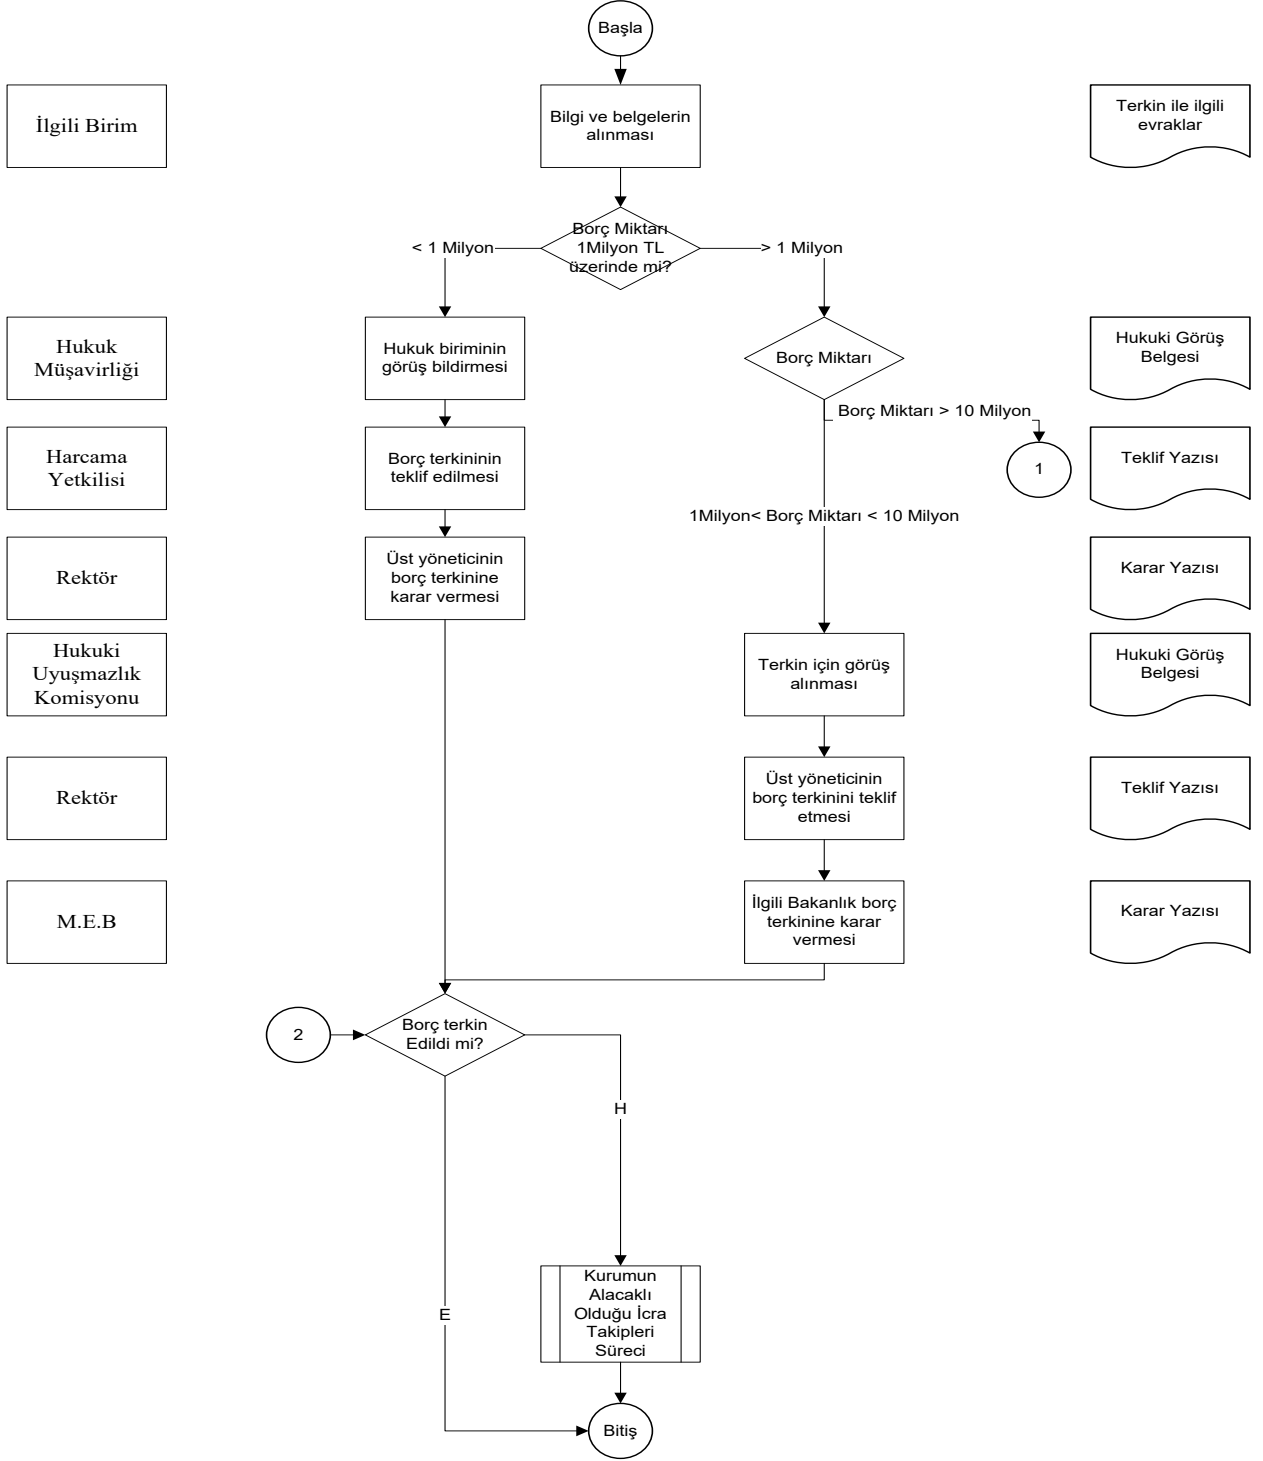 Başla
İlgili Birim
Bilgi ve belgelerin
alınması
Terkin ile ilgili
evraklar
Borç Miktarı
1Milyon TL
üzerinde mi?
< 1 Milyon
> 1 Milyon
Hukuk
Müşavirliği
Hukuk biriminin
görüş bildirmesi
Borç Miktarı
Hukuki Görüş
Belgesi
Borç Miktarı > 10 Milyon
Harcama
Yetkilisi
Borç terkininin
teklif edilmesi
1
Teklif Yazısı
1Milyon< Borç Miktarı < 10 Milyon
Rektör
Üst yöneticinin
borç terkinine
karar vermesi
Karar Yazısı
Hukuki
Uyuşmazlık
Komisyonu
Terkin için görüş
alınması
Hukuki Görüş
Belgesi
Rektör
Üst yöneticinin
borç terkinini teklif
etmesi
Teklif Yazısı
M.E.B
İlgili Bakanlık borç
terkinine karar
vermesi
Karar Yazısı
2
Borç terkin
Edildi mi?
H
E
Kurumun
Alacaklı
Olduğu İcra
Takipleri
Süreci
Bitiş